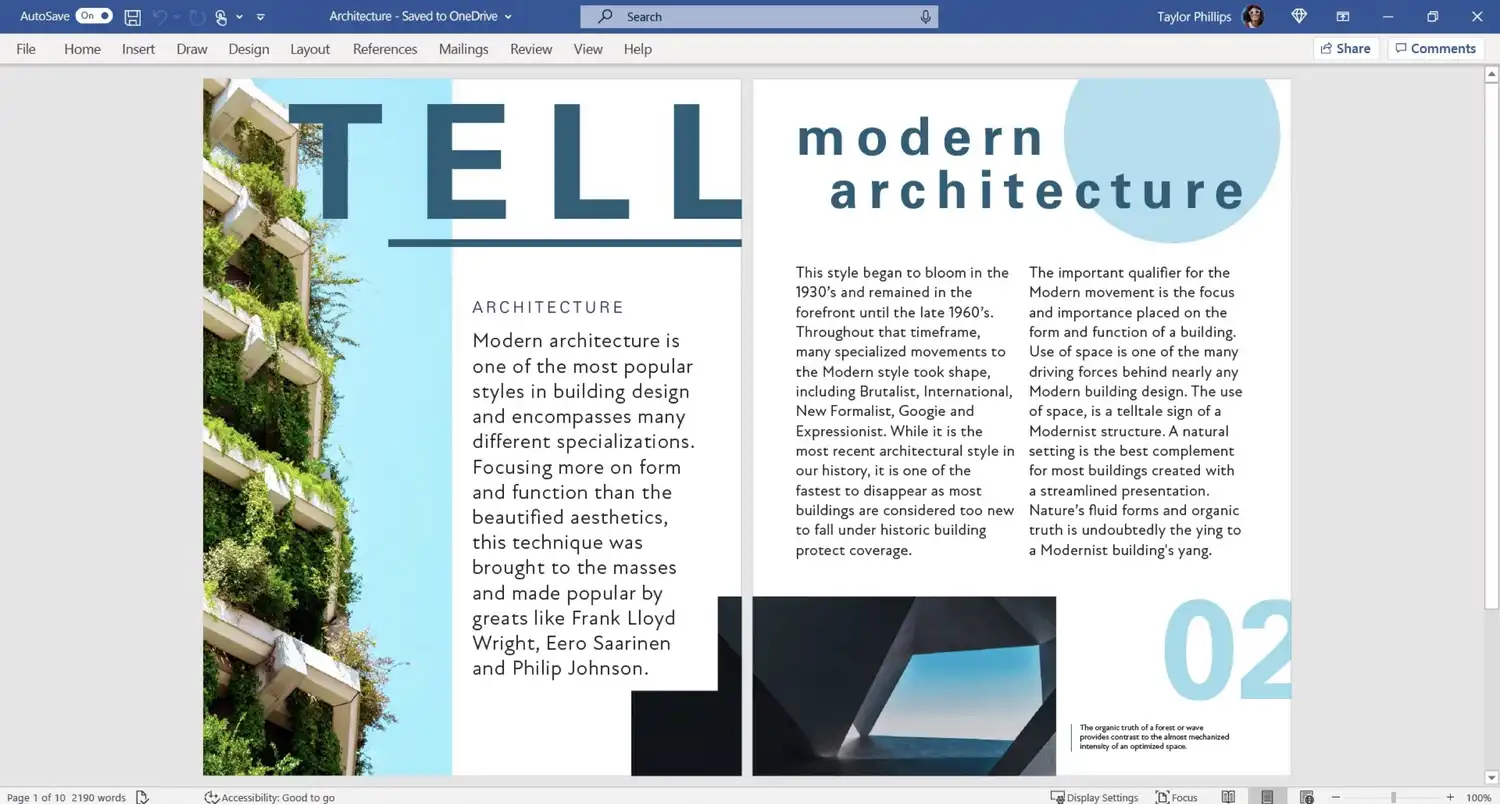 AutoSave On Architecture - Saved to OneDrive Search Taylor Phillips
File Home Insert Draw Design Layout References Mailings Review View Help Share Comments
TELL
ARCHITECTURE
Modern architecture is
one of the most popular
styles in building design
and encompasses many
different specializations.
Focusing more on form
and function than the
beautified aesthetics,
this technique was
brought to the masses
and made popular by
greats like Frank Lloyd
Wright, Eero Saarinen
and Philip Johnson.
modern
architecture
This style began to bloom in the
1930’s and remained in the
forefront until the late 1960’s.
Throughout that timeframe,
many specialized movements to
the Modern style took shape,
including Brutalist, International,
New Formalist, Googie and
Expressionist. While it is the
most recent architectural style in
our history, it is one of the
fastest to disappear as most
buildings are considered too new
to fall under historic building
protect coverage.
The important qualifier for the
Modern movement is the focus
and importance placed on the
form and function of a building.
Use of space is one of the many
driving forces behind nearly any
Modern building design. The use
of space, is a telltale sign of a
Modernist structure. A natural
setting is the best complement
for most buildings created with
a streamlined presentation.
Nature’s fluid forms and organic
truth is undoubtedly the ying to
a Modernist building's yang.
02
The organic truth of a forest or wave
provides contrast to the almost mechanized
intensity of an optimized space.
Page 1 of 10 2190 words Accessibility: Good to go Display Settings Focus 100%